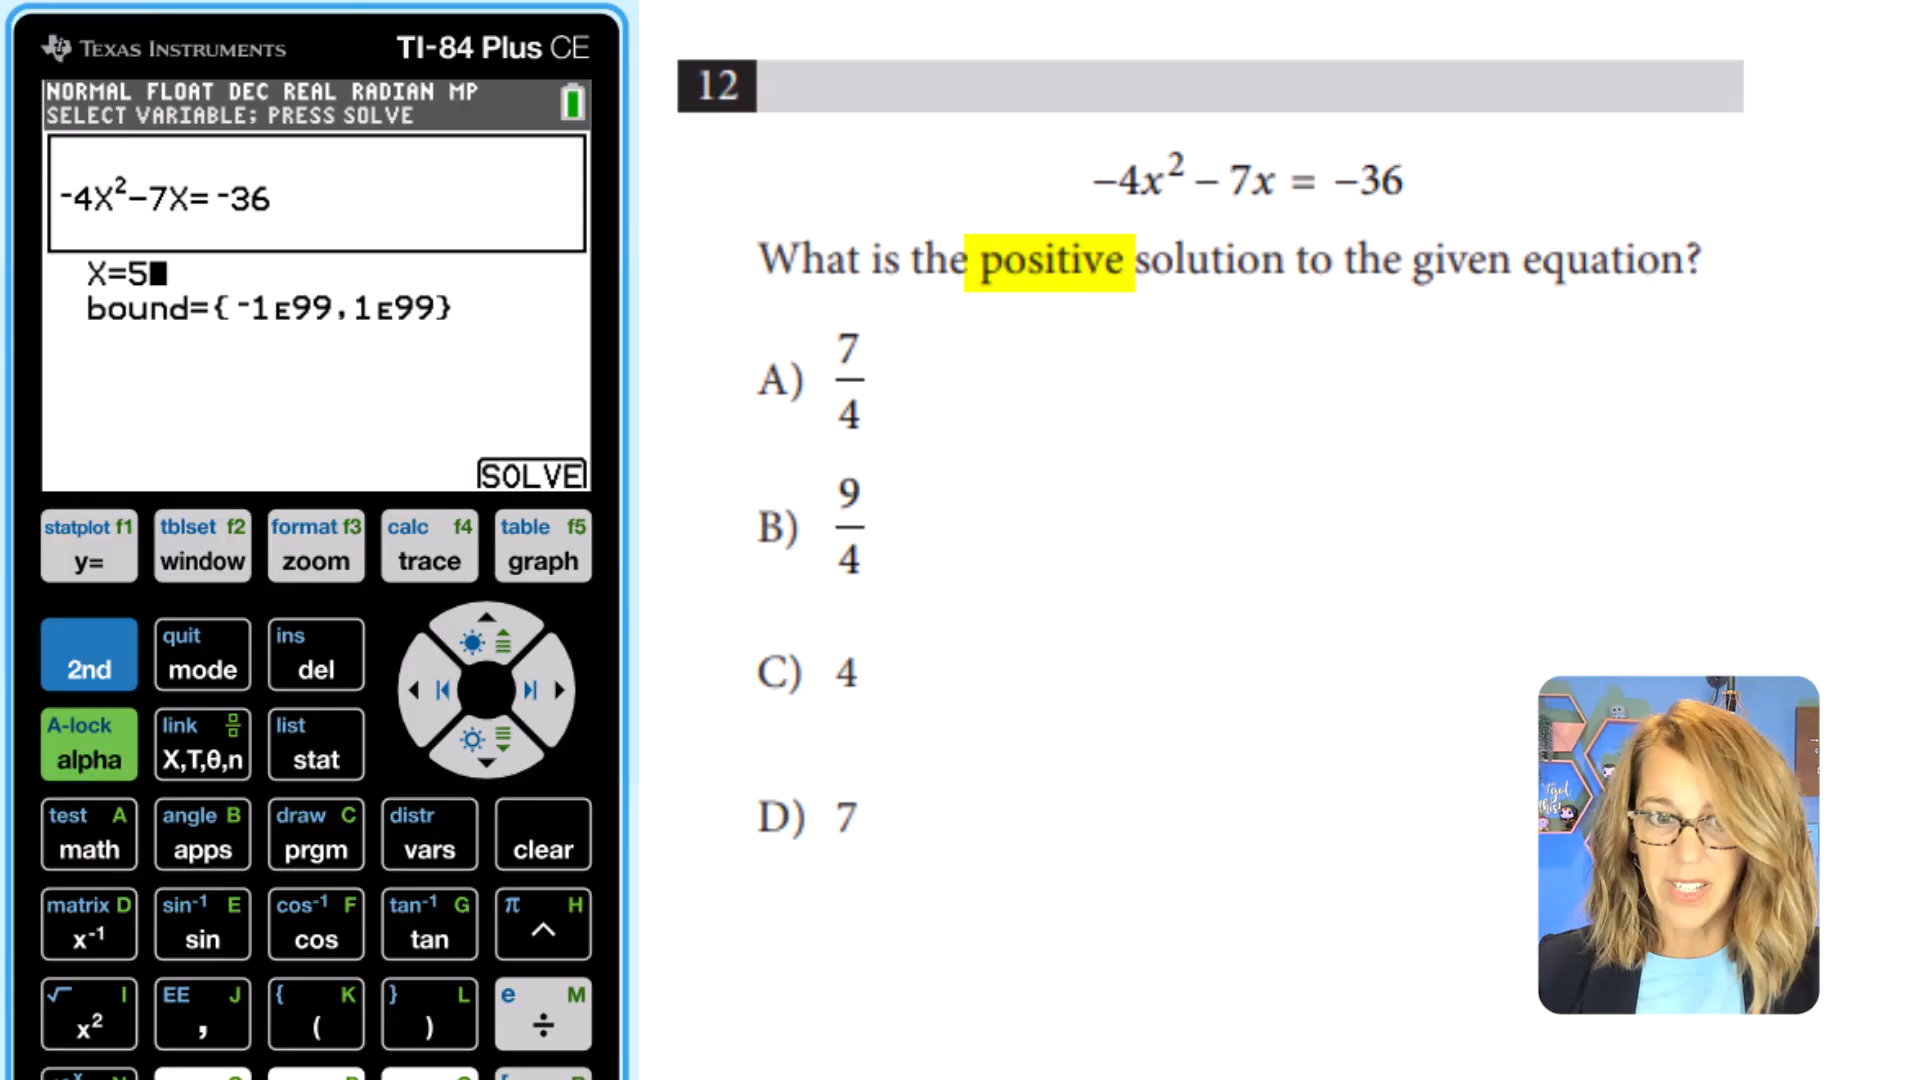 TEXAS INSTRUMENTS
TI-84 Plus CE
NORMAL FLOAT DEC REAL RADIAN MP
SELECT VARIABLE; PRESS SOLVE
-4X²-7X= -36
X=5
bound={ -1ᴇ99,1ᴇ99}
SOLVE
statplot f1 tblset f2 format f3 calc f4 table f5
y= window zoom trace graph
quit ins
2nd mode del
A-lock link list
alpha X,T,θ,n stat
test A angle B draw C distr
math apps prgm vars clear
matrix D sin⁻¹ E cos⁻¹ F tan⁻¹ G π H
x⁻¹ sin cos tan ^
√ I EE J { K } L e M
x² , ( ) ÷
12
−4x² − 7x = −36
What is the positive solution to the given equation?
A) 7/4
B) 9/4
C) 4
D) 7
got
this!